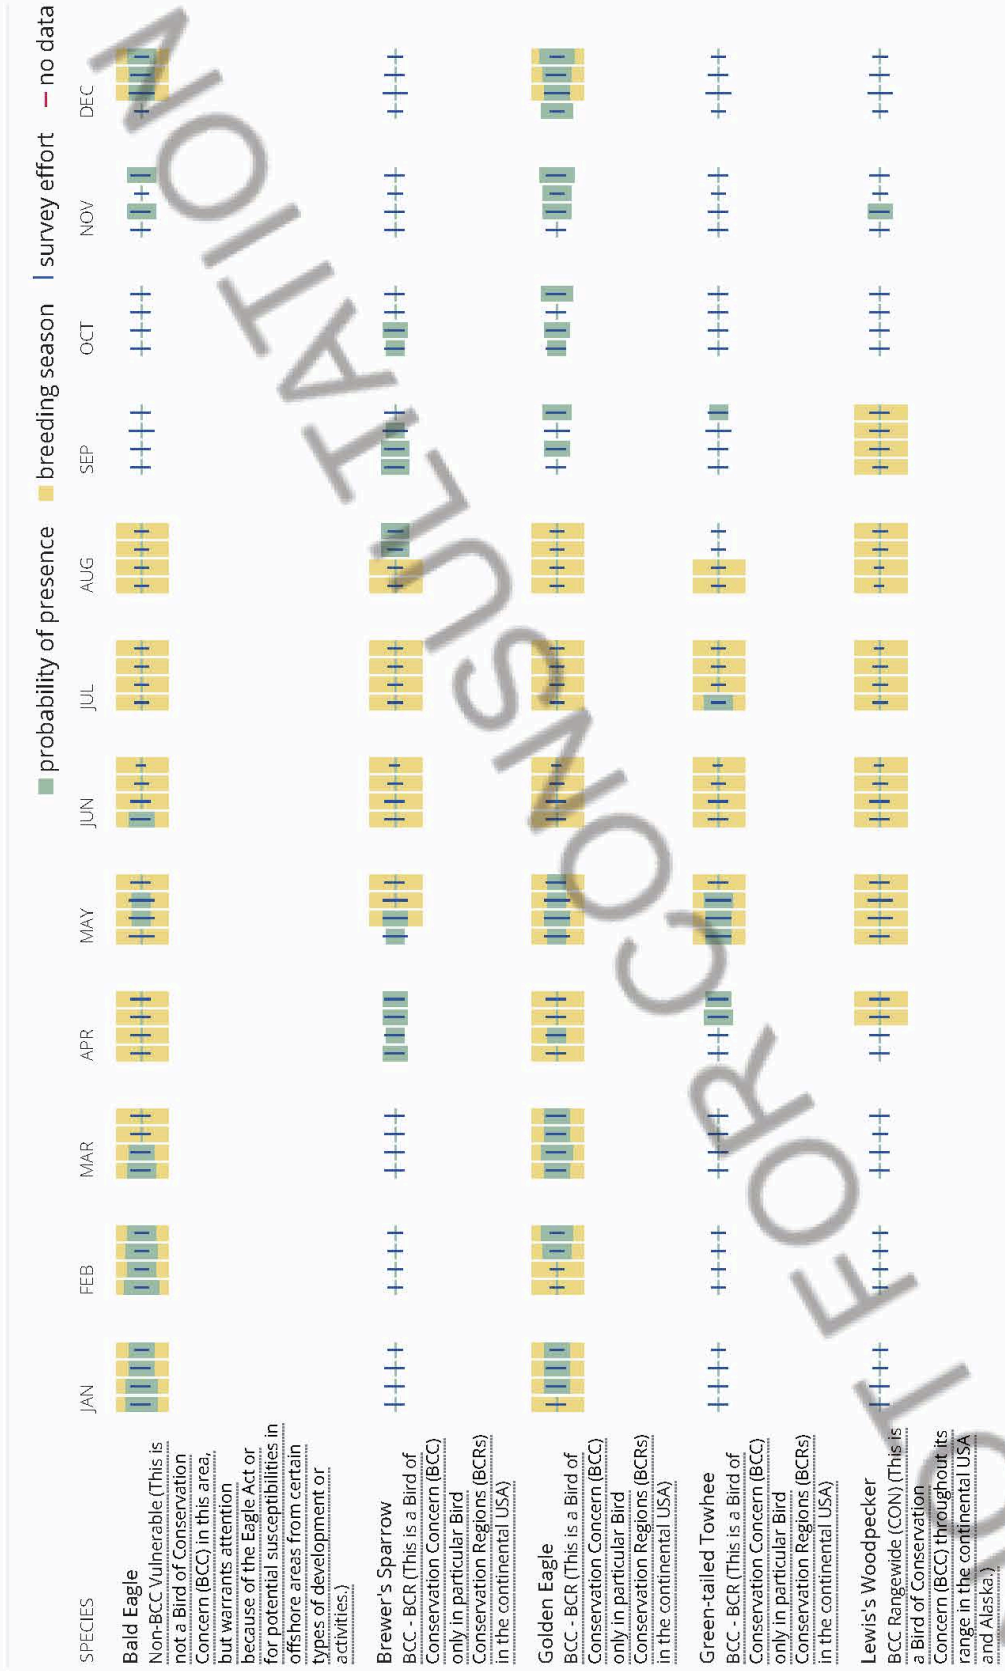 probability of presence breeding season survey effort no data
SPECIES JAN FEB MAR APR MAY JUN JUL AUG SEP OCT NOV DEC
Bald Eagle
Non-BCC Vulnerable (This is
not a Bird of Conservation
Concern (BCC) in this area,
but warrants attention
because of the Eagle Act or
for potential susceptibilities in
offshore areas from certain
types of development or
activities.)
Brewer's Sparrow
BCC - BCR (This is a Bird of
Conservation Concern (BCC)
only in particular Bird
Conservation Regions (BCRs)
in the continental USA)
Golden Eagle
BCC - BCR (This is a Bird of
Conservation Concern (BCC)
only in particular Bird
Conservation Regions (BCRs)
in the continental USA)
Green-tailed Towhee
BCC - BCR (This is a Bird of
Conservation Concern (BCC)
only in particular Bird
Conservation Regions (BCRs)
in the continental USA)
Lewis's Woodpecker
BCC Rangewide (CON) (This is
a Bird of Conservation
Concern (BCC) throughout its
range in the continental USA
and Alaska.)
FOR CONSULTATION